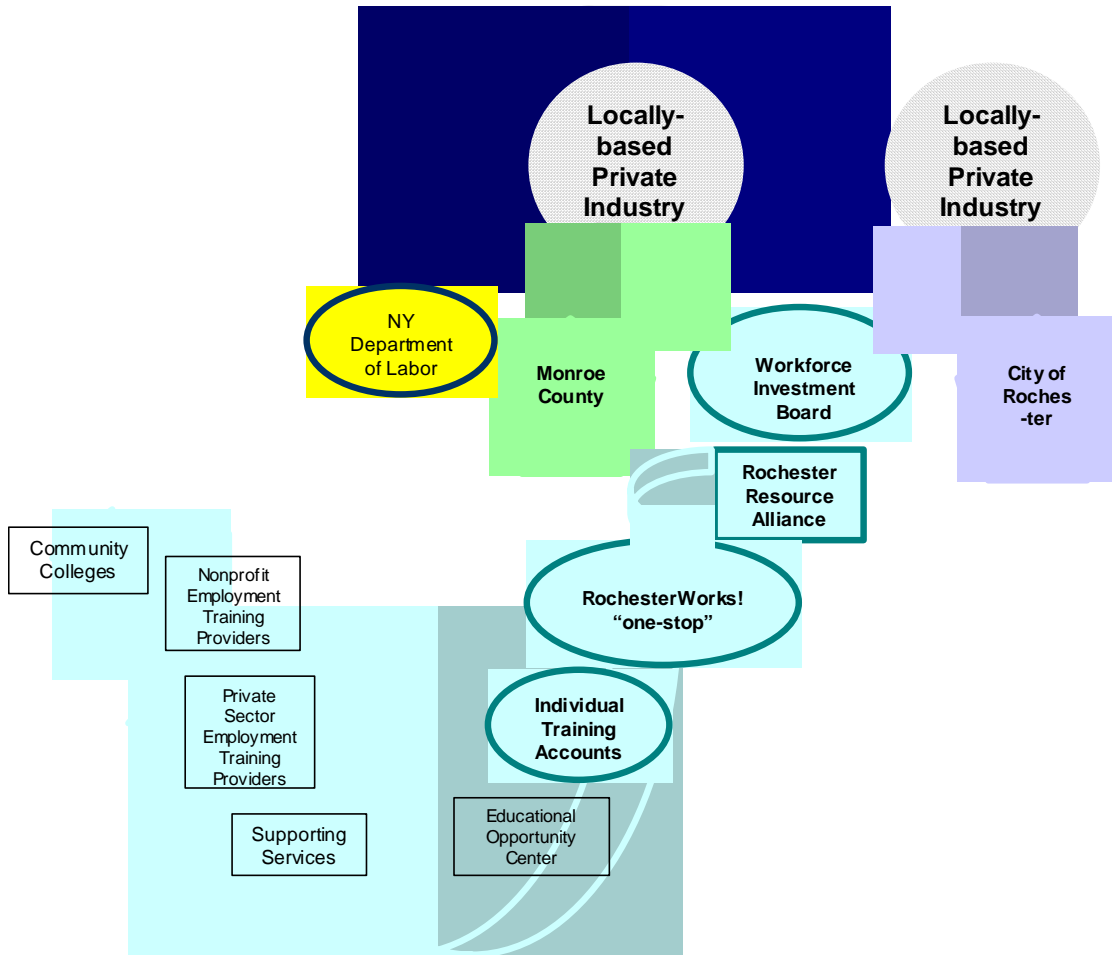 Locally-
based
Private
Industry
Locally-
based
Private
Industry
NY
Department
of Labor
Monroe
County
Workforce
Investment
Board
City of
Roches
-ter
Rochester
Resource
Alliance
Community
Colleges
Nonprofit
Employment
Training
Providers
RochesterWorks!
“one-stop”
Private
Sector
Employment
Training
Providers
Individual
Training
Accounts
Supporting
Services
Educational
Opportunity
Center